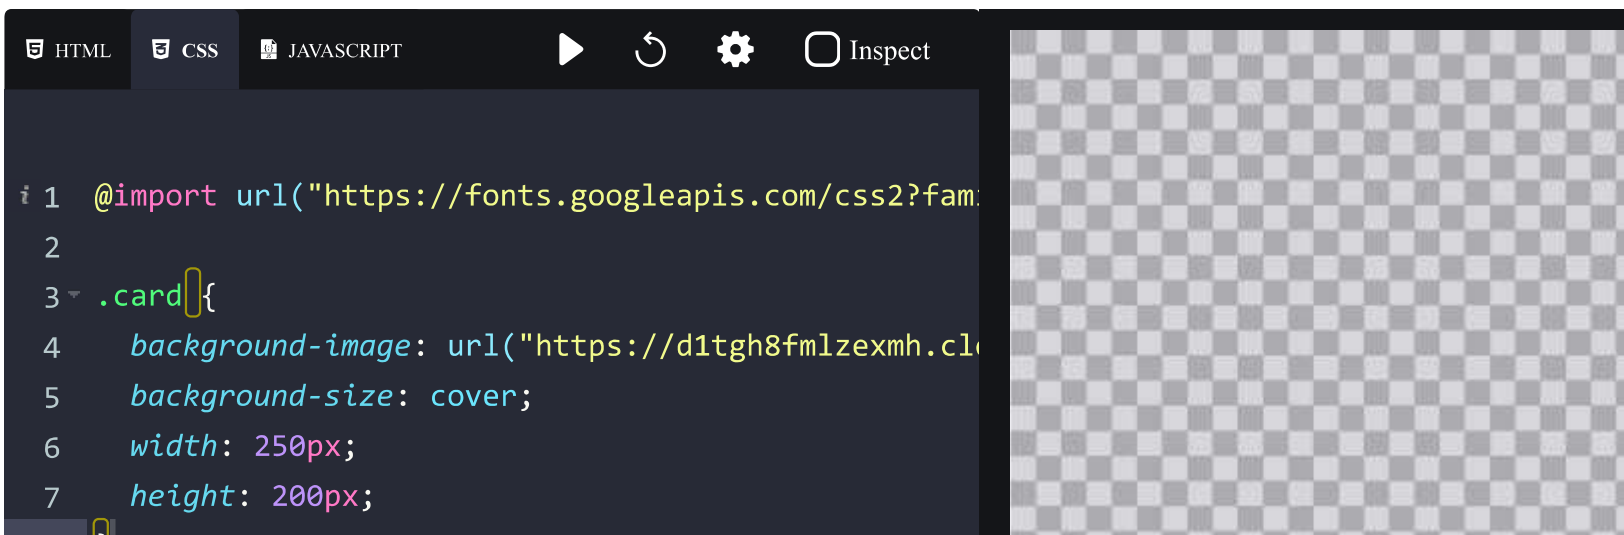 HTML CSS JAVASCRIPT Inspect
i 1 @import url("https://fonts.googleapis.com/css2?fam
2
3 .card {
4 background-image: url("https://d1tgh8fmlzexmh.cl
5 background-size: cover;
6 width: 250px;
7 height: 200px;
}